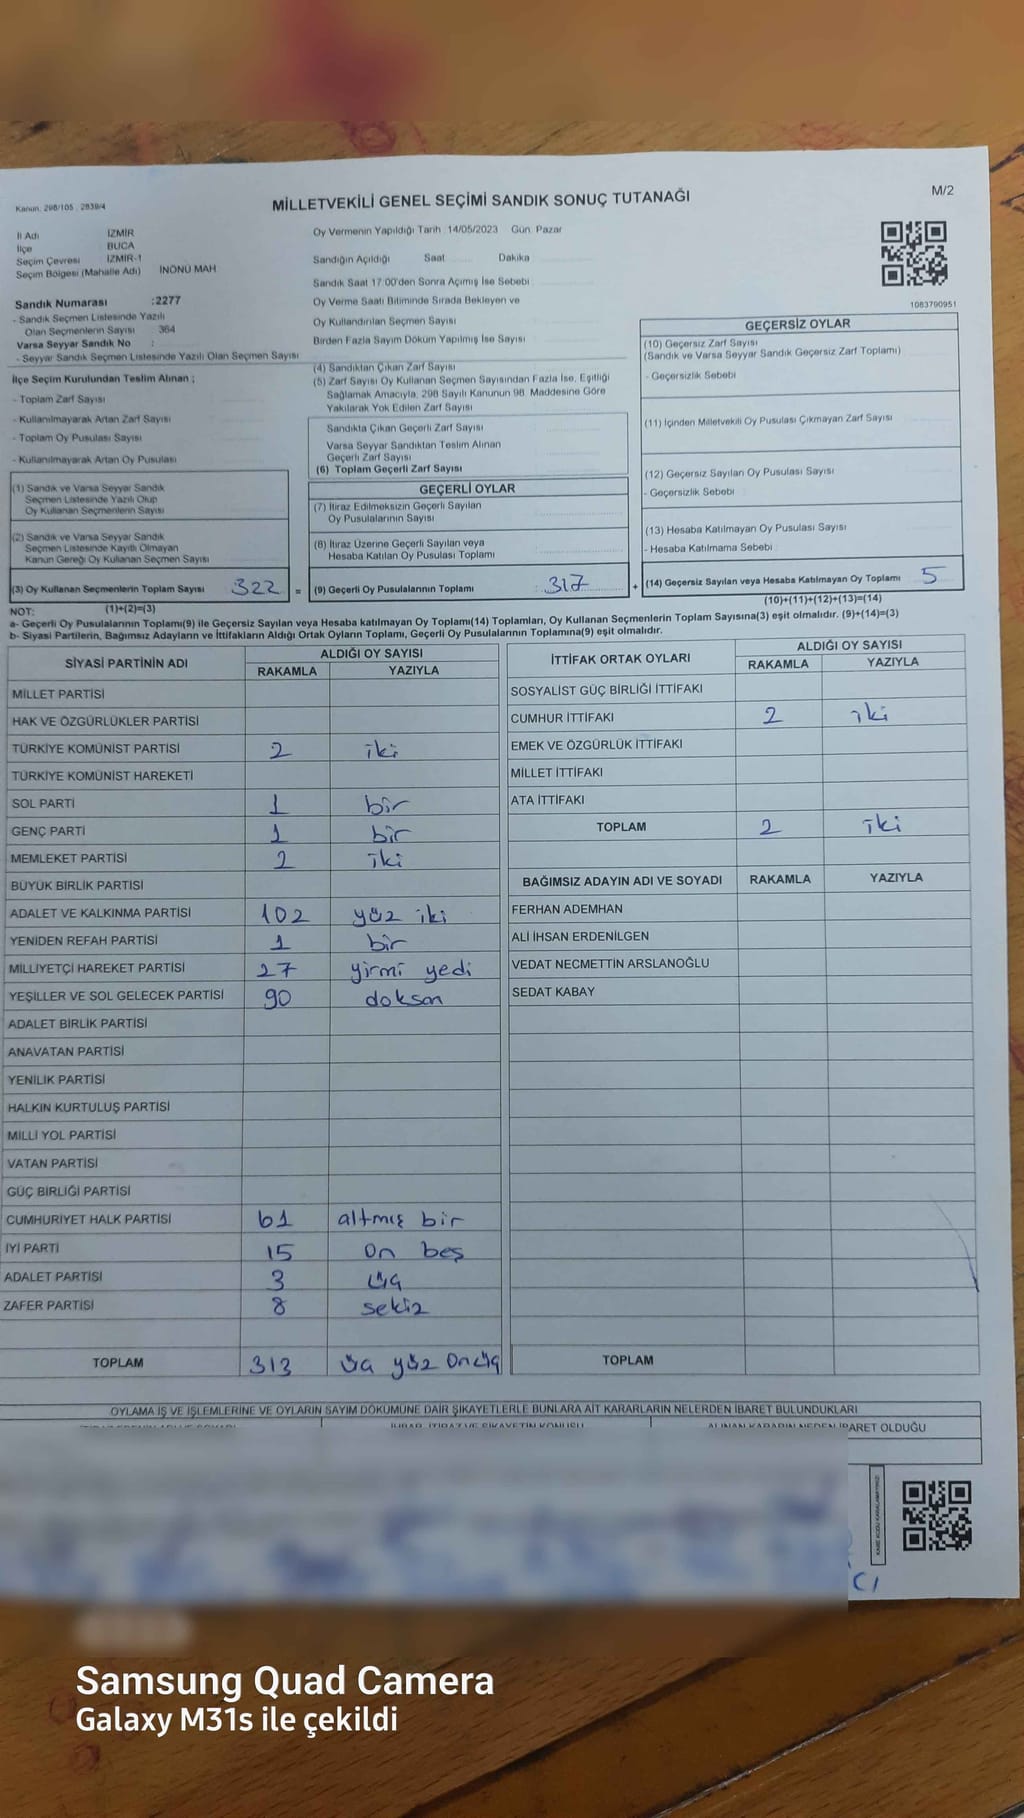 Kanun: 298/105 . 2839/4
MİLLETVEKİLİ GENEL SEÇİMİ SANDIK SONUÇ TUTANAĞI
M/2
İl Adı İZMİR
İlçe BUCA
Seçim Çevresi İZMİR-1
Seçim Bölgesi (Mahalle Adı) İNÖNÜ MAH
Sandık Numarası :2277
- Sandık Seçmen Listesinde Yazılı
Olan Seçmenlerin Sayısı 364
Varsa Seyyar Sandık No :
- Seyyar Sandık Seçmen Listesinde Yazılı Olan Seçmen Sayısı
Oy Vermenin Yapıldığı Tarih 14/05/2023 Gün Pazar
Sandığın Açıldığı Saat Dakika
Sandık Saat 17:00'den Sonra Açımış İse Sebebi
Oy Verme Saati Bitiminde Sırada Bekleyen ve
Oy Kullandırılan Seçmen Sayısı
Birden Fazla Sayım Döküm Yapılmış İse Sayısı
1083790951
İlçe Seçim Kurulundan Teslim Alınan ;
- Toplam Zarf Sayısı
- Kullanılmayarak Artan Zarf Sayısı
- Toplam Oy Pusulası Sayısı
- Kullanılmayarak Artan Oy Pusulası
(1) Sandık ve Varsa Seyyar Sandık
Seçmen Listesinde Yazılı Olup
Oy Kullanan Seçmenlerin Sayısı
(2) Sandık ve Varsa Seyyar Sandık
Seçmen Listesinde Kayıtlı Olmayan
Kanun Gereği Oy Kullanan Seçmen Sayısı
(3) Oy Kullanan Seçmenlerin Toplam Sayısı 322 =
(1)+(2)=(3)
(4) Sandıktan Çıkan Zarf Sayısı
(5) Zarf Sayısı Oy Kullanan Seçmen Sayısından Fazla İse, Eşitliği
Sağlamak Amacıyla, 298 Sayılı Kanunun 98. Maddesine Göre
Yakılarak Yok Edilen Zarf Sayısı
Sandıkta Çıkan Geçerli Zarf Sayısı
Varsa Seyyar Sandıktan Teslim Alınan
Geçerli Zarf Sayısı
(6) Toplam Geçerli Zarf Sayısı
GEÇERLİ OYLAR
(7) İtiraz Edilmeksizin Geçerli Sayılan
Oy Pusulalarının Sayısı
(8) İtiraz Üzerine Geçerli Sayılan veya
Hesaba Katılan Oy Pusulası Toplamı
(9) Geçerli Oy Pusulalarının Toplamı 317 +
GEÇERSİZ OYLAR
(10) Geçersiz Zarf Sayısı
(Sandık ve Varsa Seyyar Sandık Geçersiz Zarf Toplamı)
- Geçersizlik Sebebi
(11) İçinden Milletvekili Oy Pusulası Çıkmayan Zarf Sayısı
(12) Geçersiz Sayılan Oy Pusulası Sayısı
- Geçersizlik Sebebi
(13) Hesaba Katılmayan Oy Pusulası Sayısı
- Hesaba Katılmama Sebebi
(14) Geçersiz Sayılan veya Hesaba Katılmayan Oy Toplamı 5
(10)+(11)+(12)+(13)=(14)
NOT:
a- Geçerli Oy Pusulalarının Toplamı(9) ile Geçersiz Sayılan veya Hesaba katılmayan Oy Toplamı(14) Toplamları, Oy Kullanan Seçmenlerin Toplam Sayısına(3) eşit olmalıdır. (9)+(14)=(3)
b- Siyasi Partilerin, Bağımsız Adayların ve İttifakların Aldığı Ortak Oyların Toplamı, Geçerli Oy Pusulalarının Toplamına(9) eşit olmalıdır.
SİYASİ PARTİNİN ADI ALDIĞI OY SAYISI
RAKAMLA YAZIYLA
MİLLET PARTİSİ
HAK VE ÖZGÜRLÜKLER PARTİSİ
TÜRKİYE KOMÜNİST PARTİSİ 2 iki
TÜRKİYE KOMÜNİST HAREKETİ
SOL PARTİ 1 bir
GENÇ PARTİ 1 bir
MEMLEKET PARTİSİ 2 iki
BÜYÜK BİRLİK PARTİSİ
ADALET VE KALKINMA PARTİSİ 102 yüz iki
YENİDEN REFAH PARTİSİ 1 bir
MİLLİYETÇİ HAREKET PARTİSİ 27 yirmi yedi
YEŞİLLER VE SOL GELECEK PARTİSİ 90 doksan
ADALET BİRLİK PARTİSİ
ANAVATAN PARTİSİ
YENİLİK PARTİSİ
HALKIN KURTULUŞ PARTİSİ
MİLLİ YOL PARTİSİ
VATAN PARTİSİ
GÜÇ BİRLİĞİ PARTİSİ
CUMHURİYET HALK PARTİSİ 61 altmış bir
İYİ PARTİ 15 on beş
ADALET PARTİSİ 3 üç
ZAFER PARTİSİ 8 sekiz
TOPLAM 313 üç yüz onüç
İTTİFAK ORTAK OYLARI ALDIĞI OY SAYISI
RAKAMLA YAZIYLA
SOSYALİST GÜÇ BİRLİĞİ İTTİFAKI
CUMHUR İTTİFAKI 2 iki
EMEK VE ÖZGÜRLÜK İTTİFAKI
MİLLET İTTİFAKI
ATA İTTİFAKI
TOPLAM 2 iki
BAĞIMSIZ ADAYIN ADI VE SOYADI RAKAMLA YAZIYLA
FERHAN ADEMHAN
ALİ İHSAN ERDENİLGEN
VEDAT NECMETTİN ARSLANOĞLU
SEDAT KABAY
TOPLAM
OYLAMA İŞ VE İŞLEMLERİNE VE OYLARIN SAYIM DÖKÜMÜNE DAİR ŞİKAYETLERLE BUNLARA AİT KARARLARIN NELERDEN İBARET BULUNDUKLARI
ALINAN KARARIN NEDEN İBARET OLDUĞU
Samsung Quad Camera
Galaxy M31s ile çekildi